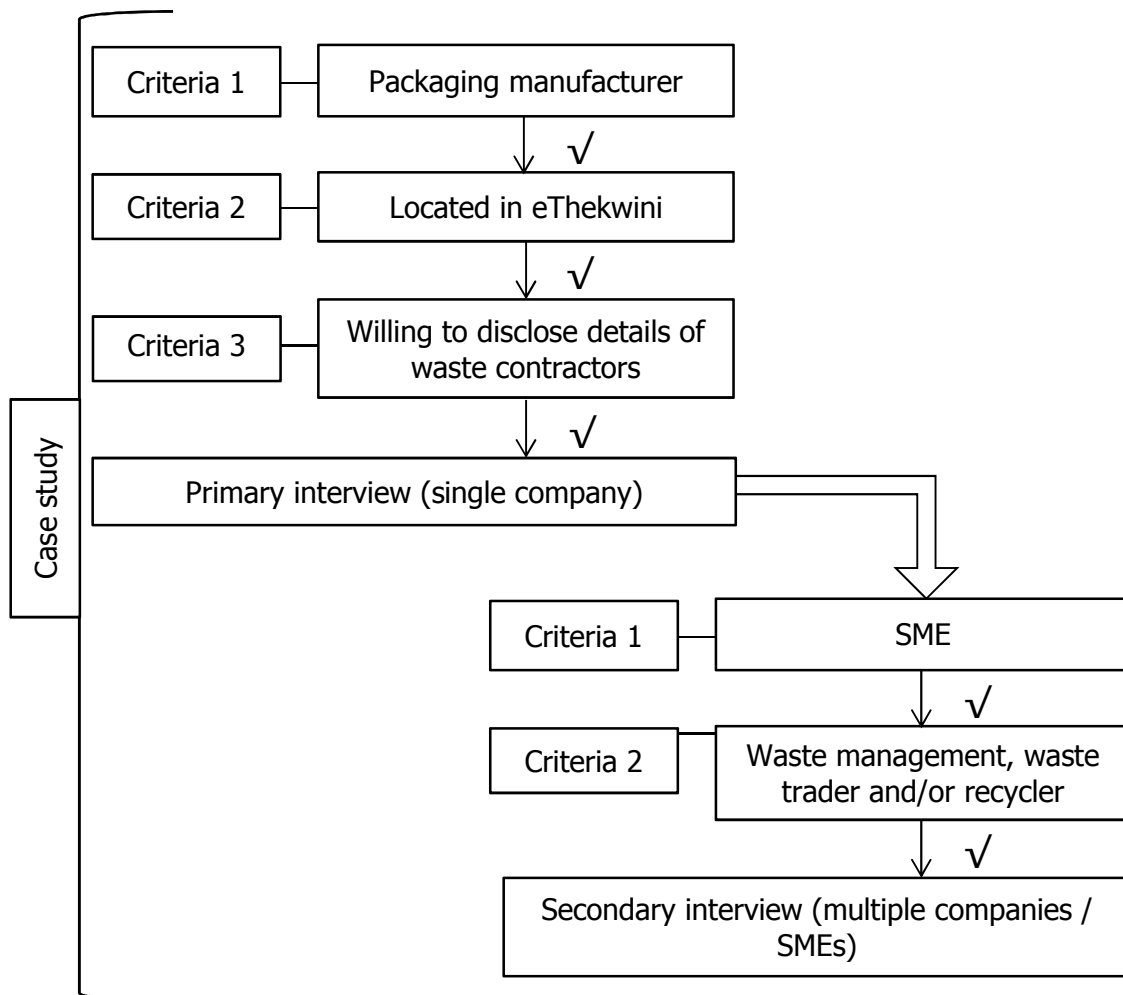 Criteria 1
Packaging manufacturer
√
Criteria 2
Located in eThekwini
√
Criteria 3
Willing to disclose details of
waste contractors
√
Case study
Primary interview (single company)
Criteria 1
SME
√
Criteria 2
Waste management, waste
trader and/or recycler
√
Secondary interview (multiple companies /
SMEs)